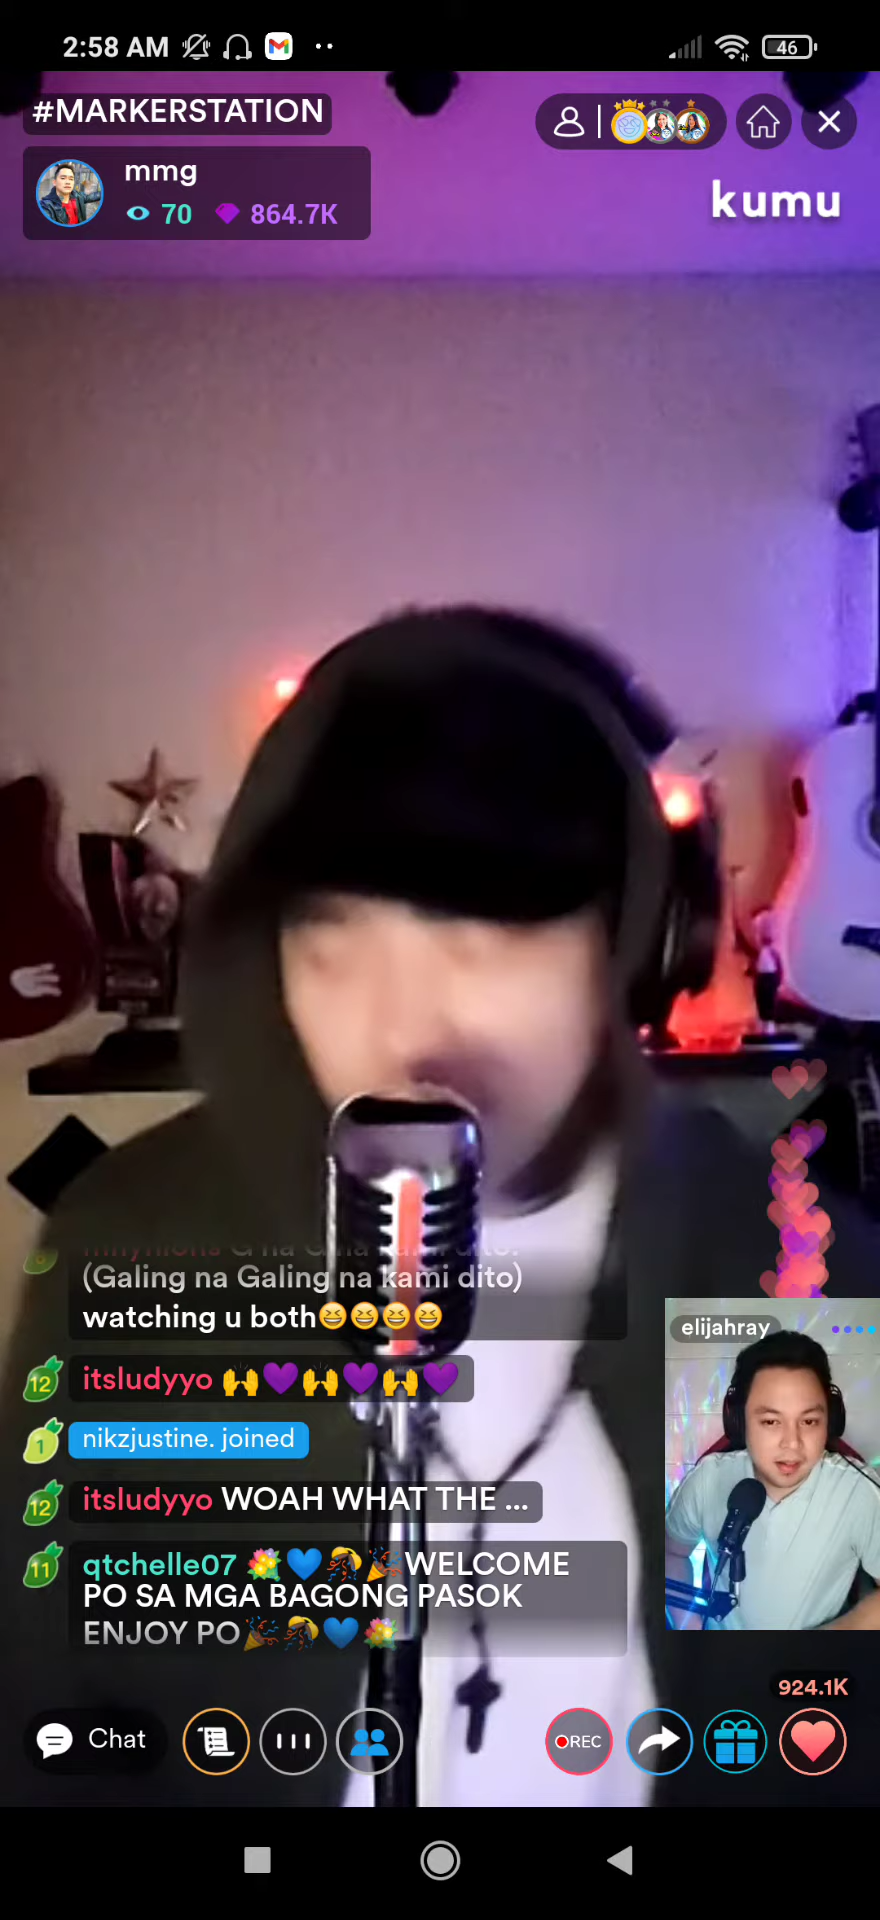 2:58 AM
46
#MARKERSTATION
mmg
70 864.7K
kumu
(Galing na Galing na kami dito)
watching u both😆😆😆😆
elijahray
12 itsludyyo 🙌💜🙌💜🙌💜
1 nikzjustine. joined
12 itsludyyo WOAH WHAT THE ...
11 qtchelle07 💐💙🎊🎉WELCOME
PO SA MGA BAGONG PASOK
ENJOY PO🎉🎊💙💐
924.1K
Chat
REC